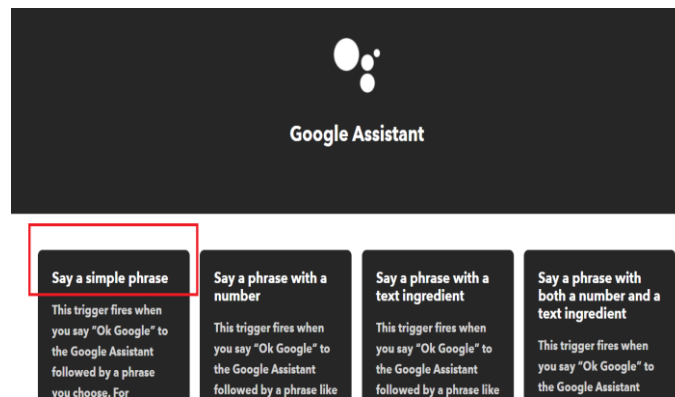 Google Assistant
Say a simple phrase
This trigger fires when
you say "Ok Google" to
the Google Assistant
followed by a phrase
you choose. For
Say a phrase with a
number
This trigger fires when
you say "Ok Google" to
the Google Assistant
followed by a phrase like
Say a phrase with a
text ingredient
This trigger fires when
you say "Ok Google" to
the Google Assistant
followed by a phrase like
Say a phrase with
both a number and a
text ingredient
This trigger fires when
you say "Ok Google" to
the Google Assistant